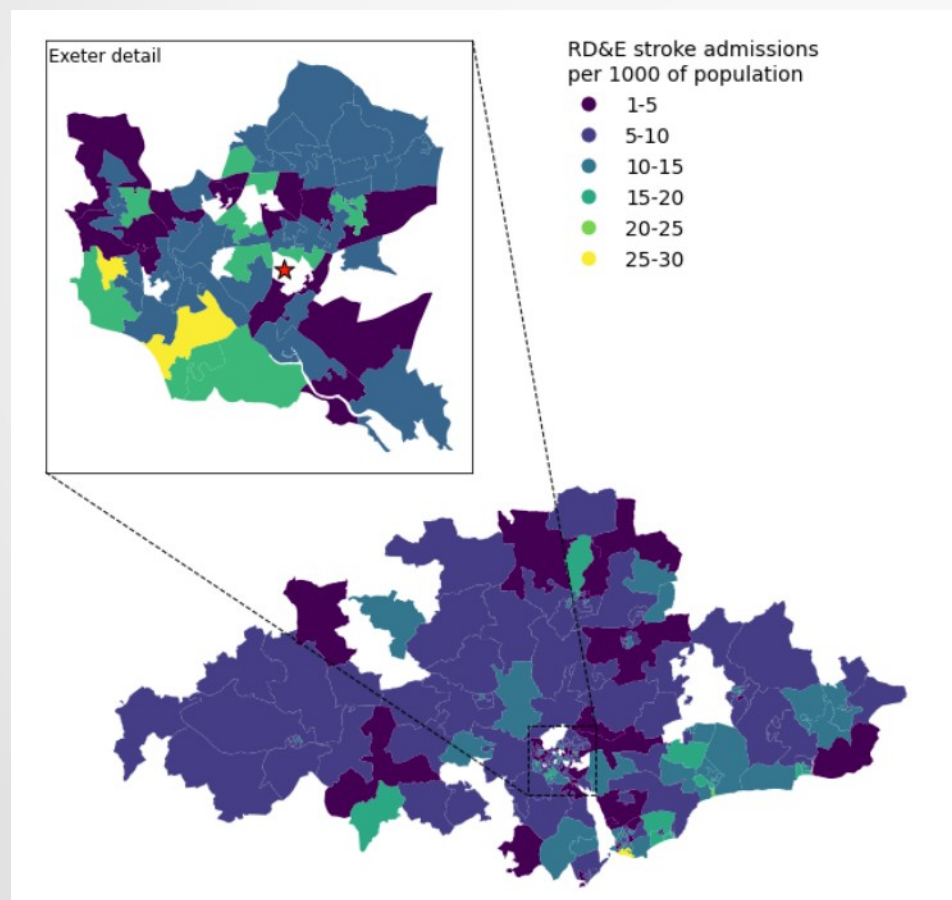 Exeter detail
RD&E stroke admissions
per 1000 of population
1-5
5-10
10-15
15-20
20-25
25-30